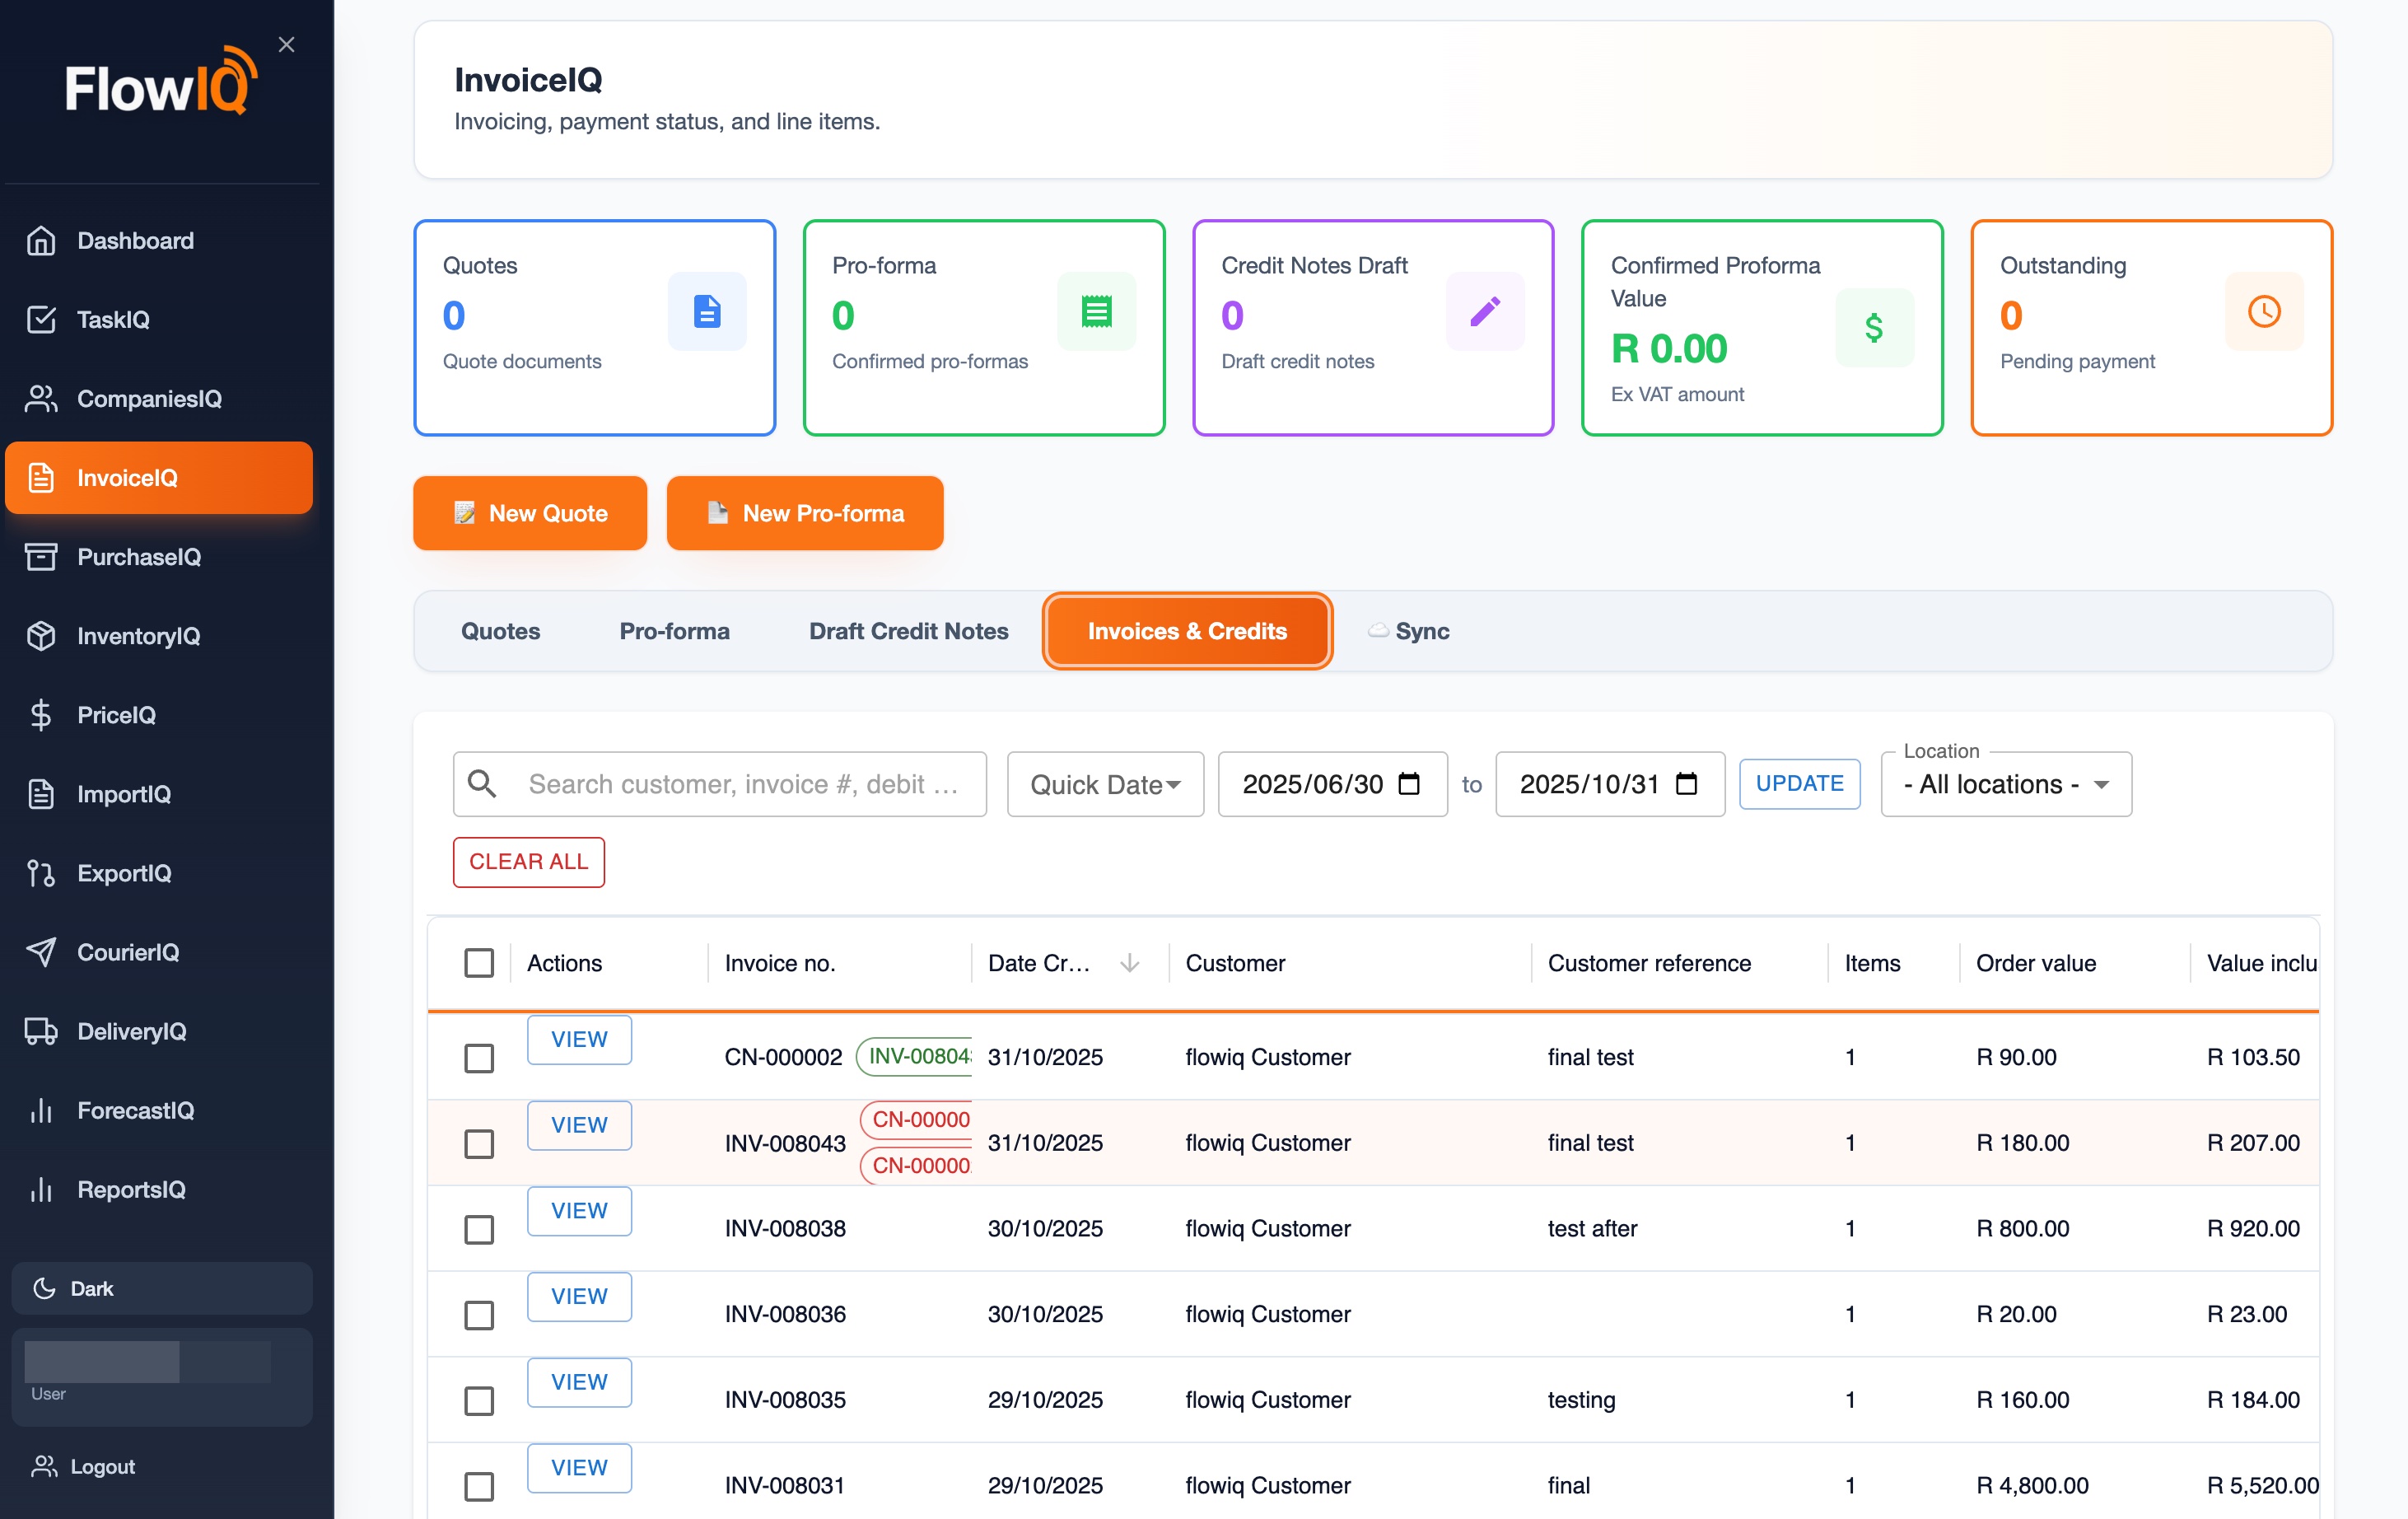 FlowIQ
Dashboard
TaskIQ
CompaniesIQ
InvoiceIQ
PurchaseIQ
InventoryIQ
PriceIQ
ImportIQ
ExportIQ
CourierIQ
DeliveryIQ
ForecastIQ
ReportsIQ
Dark
User
Logout
InvoiceIQ
Invoicing, payment status, and line items.
Quotes
0
Quote documents
Pro-forma
0
Confirmed pro-formas
Credit Notes Draft
0
Draft credit notes
Confirmed Proforma
Value
R 0.00
Ex VAT amount
Outstanding
0
Pending payment
New Quote
New Pro-forma
Quotes Pro-forma Draft Credit Notes Invoices & Credits Sync
Search customer, invoice #, debit … Quick Date 2025/06/30 to 2025/10/31 UPDATE Location - All locations -
CLEAR ALL
Actions Invoice no. Date Cr... Customer Customer reference Items Order value Value inclu
VIEW CN-000002 INV-00804 31/10/2025 flowiq Customer final test 1 R 90.00 R 103.50
VIEW INV-008043 CN-00000 CN-00000 31/10/2025 flowiq Customer final test 1 R 180.00 R 207.00
VIEW INV-008038 30/10/2025 flowiq Customer test after 1 R 800.00 R 920.00
VIEW INV-008036 30/10/2025 flowiq Customer 1 R 20.00 R 23.00
VIEW INV-008035 29/10/2025 flowiq Customer testing 1 R 160.00 R 184.00
VIEW INV-008031 29/10/2025 flowiq Customer final 1 R 4,800.00 R 5,520.00